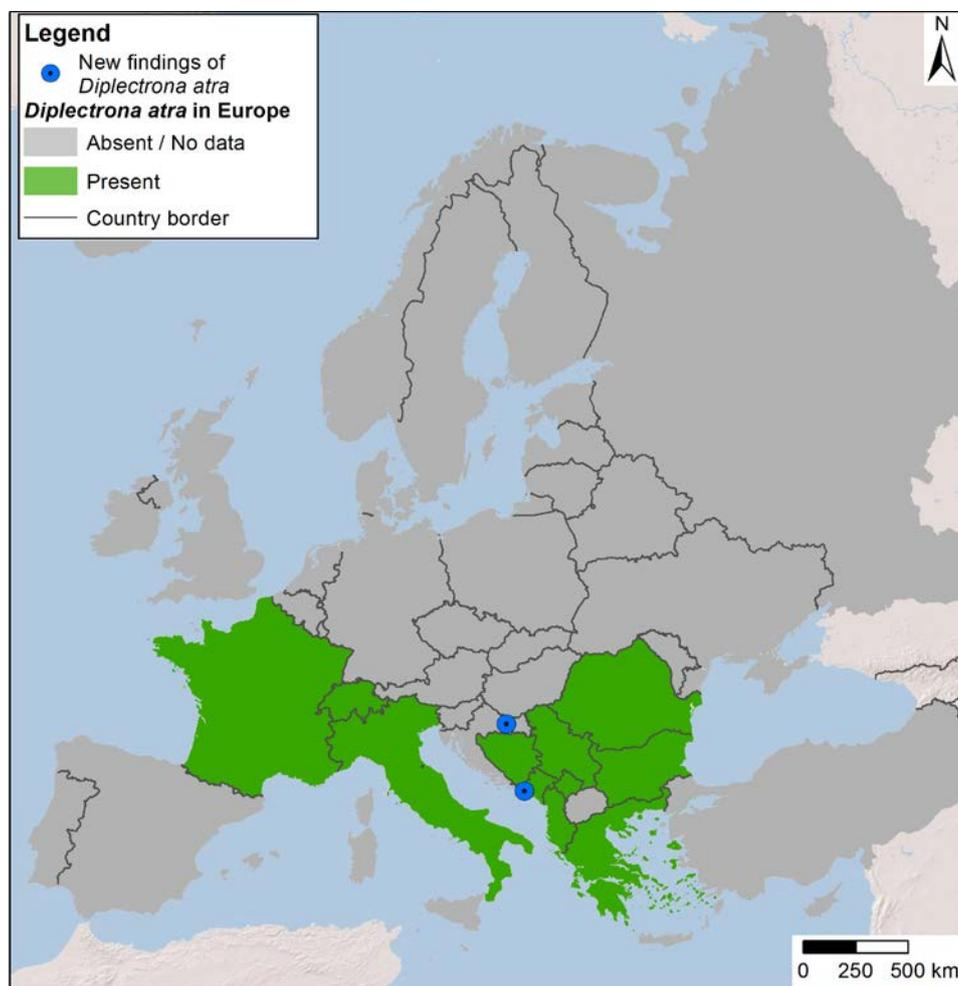 Legend
New findings of
Diplectrona atra
Diplectrona atra in Europe
Absent / No data
Present
Country border
N
0 250 500 km